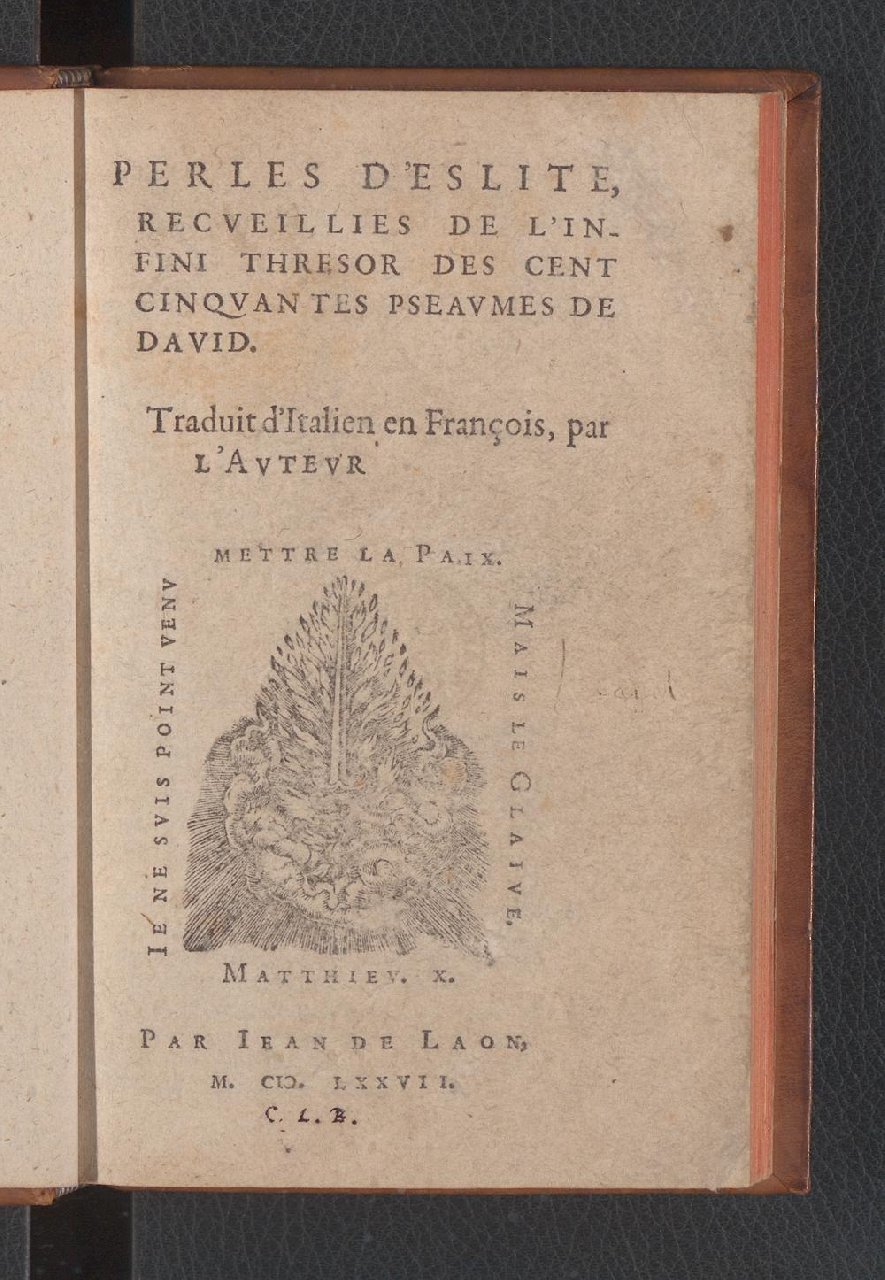 PERLES D'ESLITE,
RECVEILLIES DE L'IN-
FINI THRESOR DES CENT
CINQVANTES PSEAVMES DE
DAVID.
Traduit d'Italien en François, par
L'AVTEVR
METTRE LA PAIX.
IE NE SVIS POINT VENV
MAIS LE GLAIVE.
MATTHIEV. X.
PAR IEAN DE LAON,
M. CIↃ. LXXVII.
C. L. B.